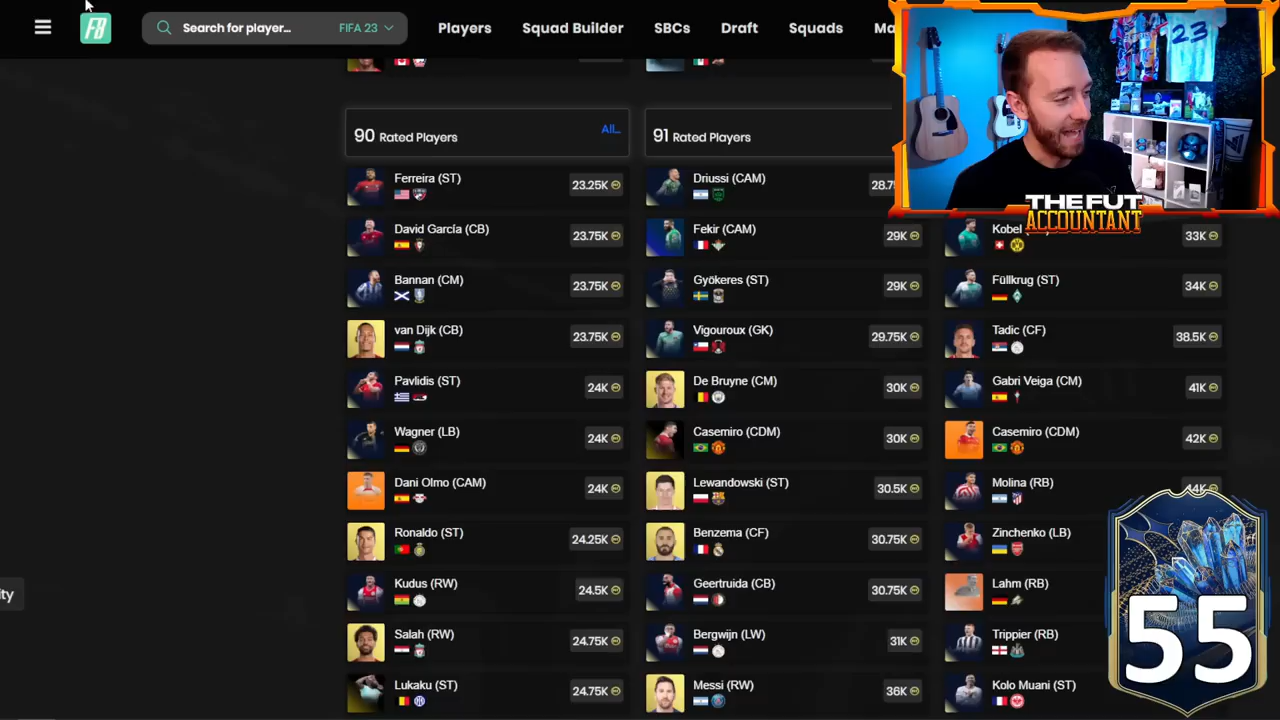 FB
Search for player...
FIFA 23
Players
Squad Builder
SBCs
Draft
Squads
90 Rated Players
All...
91 Rated Players
Ferreira (ST)
23.25K
Driussi (CAM)
28.7
David García (CB)
23.75K
Fekir (CAM)
29K
Kobel
33K
Bannan (CM)
23.75K
Gyökeres (ST)
29K
Füllkrug (ST)
34K
van Dijk (CB)
23.75K
Vigouroux (GK)
29.75K
Tadic (CF)
38.5K
Pavlidis (ST)
24K
De Bruyne (CM)
30K
Gabri Veiga (CM)
41K
Wagner (LB)
24K
Casemiro (CDM)
30K
Casemiro (CDM)
42K
Dani Olmo (CAM)
24K
Lewandowski (ST)
30.5K
Molina (RB)
44K
Ronaldo (ST)
24.25K
Benzema (CF)
30.75K
Zinchenko (LB)
Kudus (RW)
24.5K
Geertruida (CB)
30.75K
Lahm (RB)
ty
Salah (RW)
24.75K
Bergwijn (LW)
31K
Trippier (RB)
Lukaku (ST)
24.75K
Messi (RW)
36K
Kolo Muani (ST)
23
THE FUT
ACCOUNTANT
55